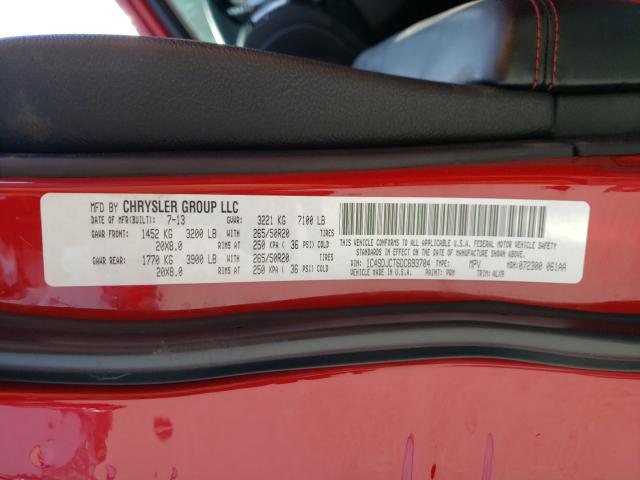 MFD BY CHRYSLER GROUP LLC
DATE OF MFR(BUILT): 7-13 GVWR: 3221 KG 7100 LB
GAWR FRONT: 1452 KG 3200 LB WITH 265/50R20 TIRES
20X8.0 RIMS AT 250 KPA ( 36 PSI) COLD
GAWR REAR: 1770 KG 3900 LB WITH 265/50R20 TIRES
20X8.0 RIMS AT 250 KPA ( 36 PSI) COLD
THIS VEHICLE CONFORMS TO ALL APPLICABLE U.S.A. FEDERAL MOTOR VEHICLE SAFETY
STANDARDS IN EFFECT ON THE DATE OF MANUFACTURE SHOWN ABOVE.
VIN: 1C4SDJCT6DC693704 TYPE: MPV MDH: 072300 061AA
VEHICLE MADE IN: U.S.A. PAINT: PRM TRIM: ALX9